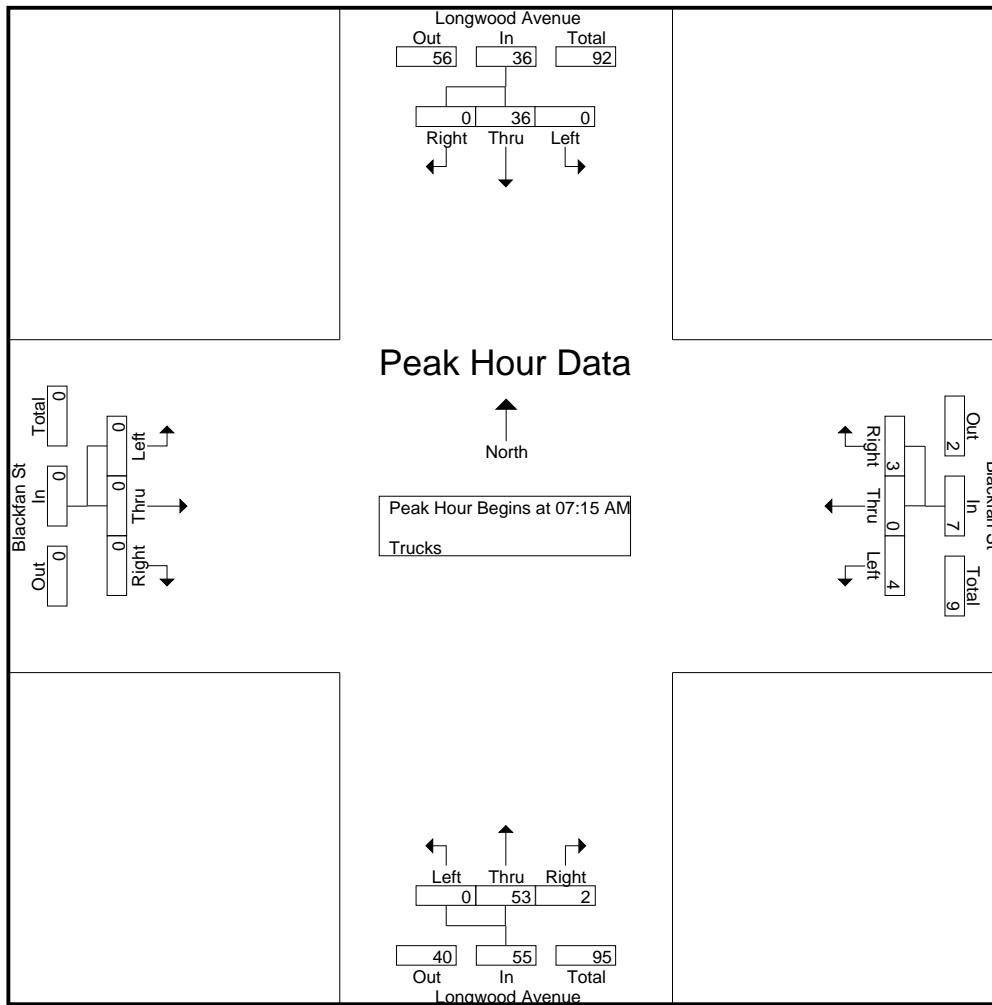 Longwood Avenue
Out In Total
56 36 92
0 36 0
Right Thru Left
Peak Hour Data
North
Peak Hour Begins at 07:15 AM
Trucks
Blackfan St
Total In Out
0 0 0
0 0 0
Left Thru Right
Blackfan St
Out In Total
2 7 9
3 0 4
Right Thru Left
Left Thru Right
0 53 2
40 55 95
Out In Total
Longwood Avenue